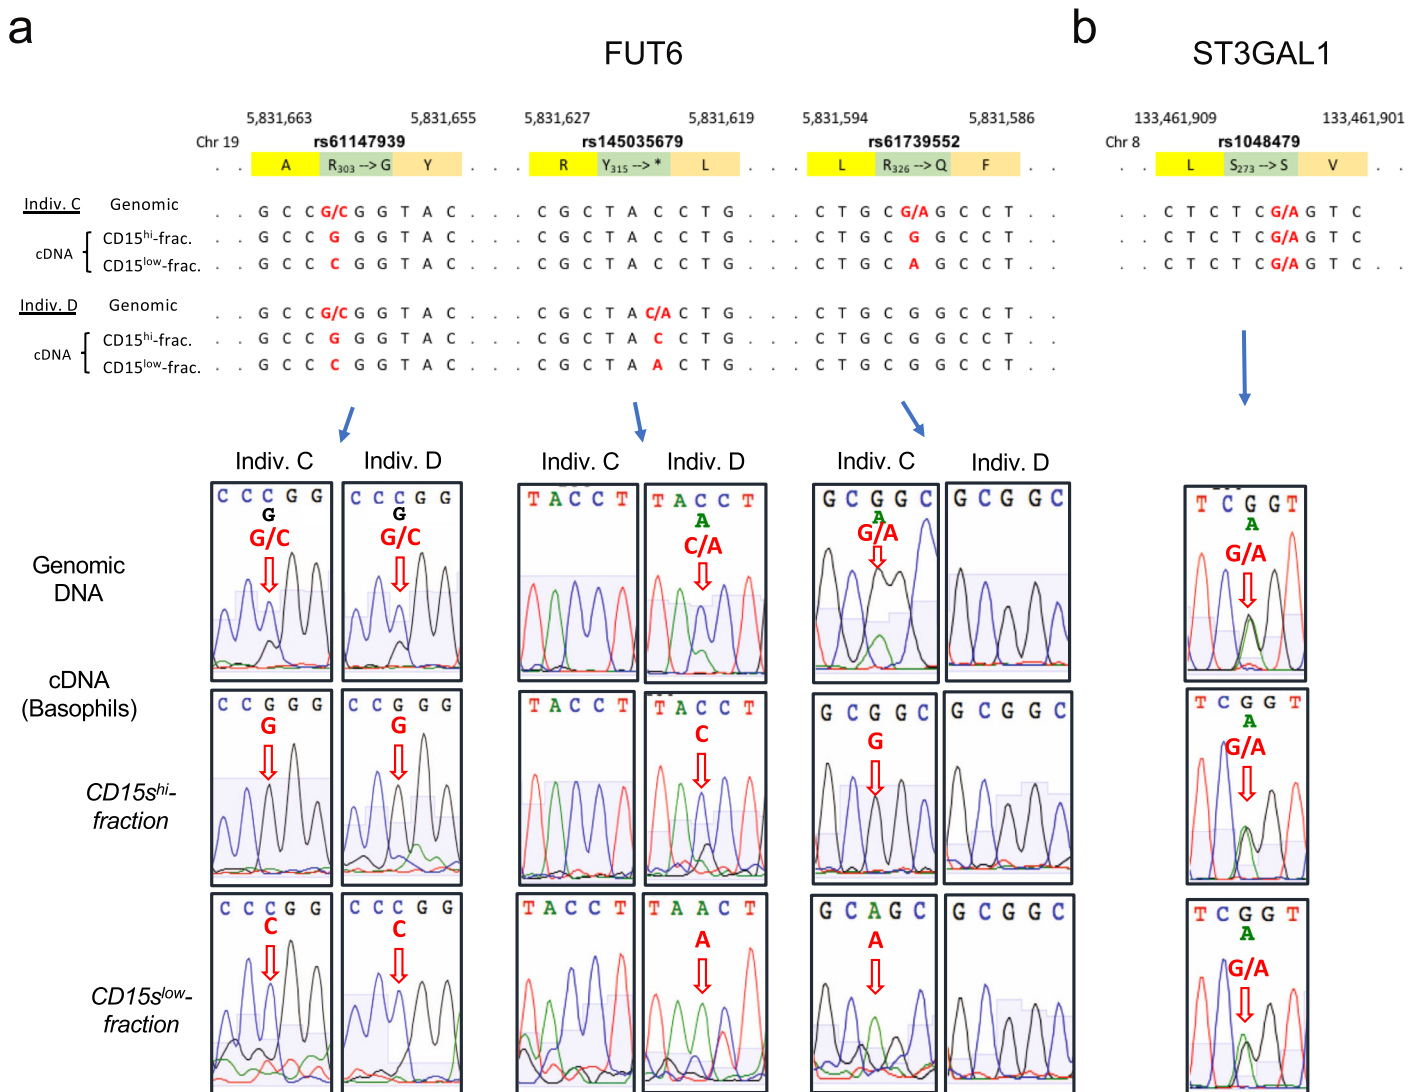 a
b
FUT6
ST3GAL1
5,831,663 5,831,655 5,831,627 5,831,619 5,831,594 5,831,586 133,461,909 133,461,901
Chr 19 rs61147939 rs145035679 rs61739552 Chr 8 rs1048479
. . A R303 --> G Y . . . R Y315 --> * L . . . L R326 --> Q F . . . . L S273 --> S V . .
Indiv. C Genomic . . G C C G/C G G T A C . . . C G C T A C C T G . . . C T G C G/A G C C T . . . . C T C T C G/A G T C
cDNA
CD15hi-frac. . . G C C G G G T A C . . . C G C T A C C T G . . . C T G C G G C C T . . . . C T C T C G/A G T C
CD15low-frac. . . G C C C G G T A C . . . C G C T A C C T G . . . C T G C A G C C T . . . . C T C T C G/A G T C . .
Indiv. D Genomic . . G C C G/C G G T A C . . . C G C T A C/A C T G . . . C T G C G G C C T . .
cDNA
CD15hi-frac. . . G C C G G G T A C . . . C G C T A C C T G . . . C T G C G G C C T . .
CD15low-frac. . . G C C C G G T A C . . . C G C T A A C T G . . . C T G C G G C C T . .
Indiv. C Indiv. D Indiv. C Indiv. D Indiv. C Indiv. D
Genomic
DNA
C C C G G C C C G G T A C C T T A C C T G C G G C G C G G C T C G G T
G G A A A
G/C G/C C/A G/A G/A
cDNA
(Basophils)
CD15shi-
fraction
C C G G G C C G G G T A C C T T A C C T G C G G C G C G G C T C G G T
A
G G C G G/A
CD15slow-
fraction
C C C G G C C C G G T A C C T T A A C T G C A G C G C G G C T C G G T
A
C C A A G/A